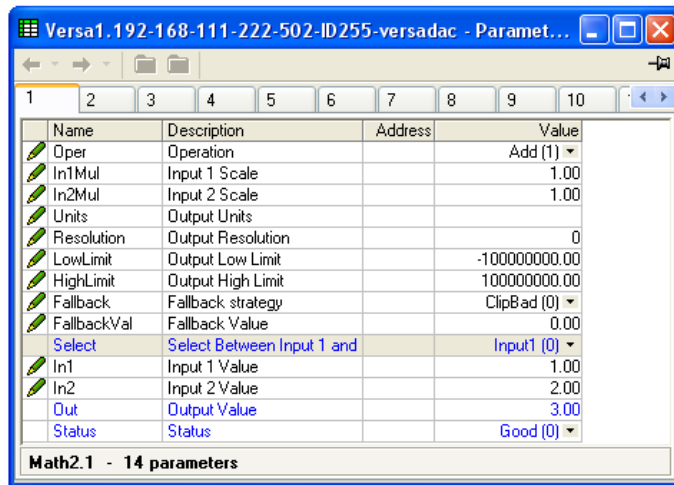 Versa1.192-168-111-222-502-ID255-versadac - Paramet...
1 2 3 4 5 6 7 8 9 10
Name Description Address Value
Oper Operation Add (1)
In1Mul Input 1 Scale 1.00
In2Mul Input 2 Scale 1.00
Units Output Units
Resolution Output Resolution 0
LowLimit Output Low Limit -100000000.00
HighLimit Output High Limit 100000000.00
Fallback Fallback strategy ClipBad (0)
FallbackVal Fallback Value 0.00
Select Select Between Input 1 and Input1 (0)
In1 Input 1 Value 1.00
In2 Input 2 Value 2.00
Out Output Value 3.00
Status Status Good (0)
Math2.1 - 14 parameters